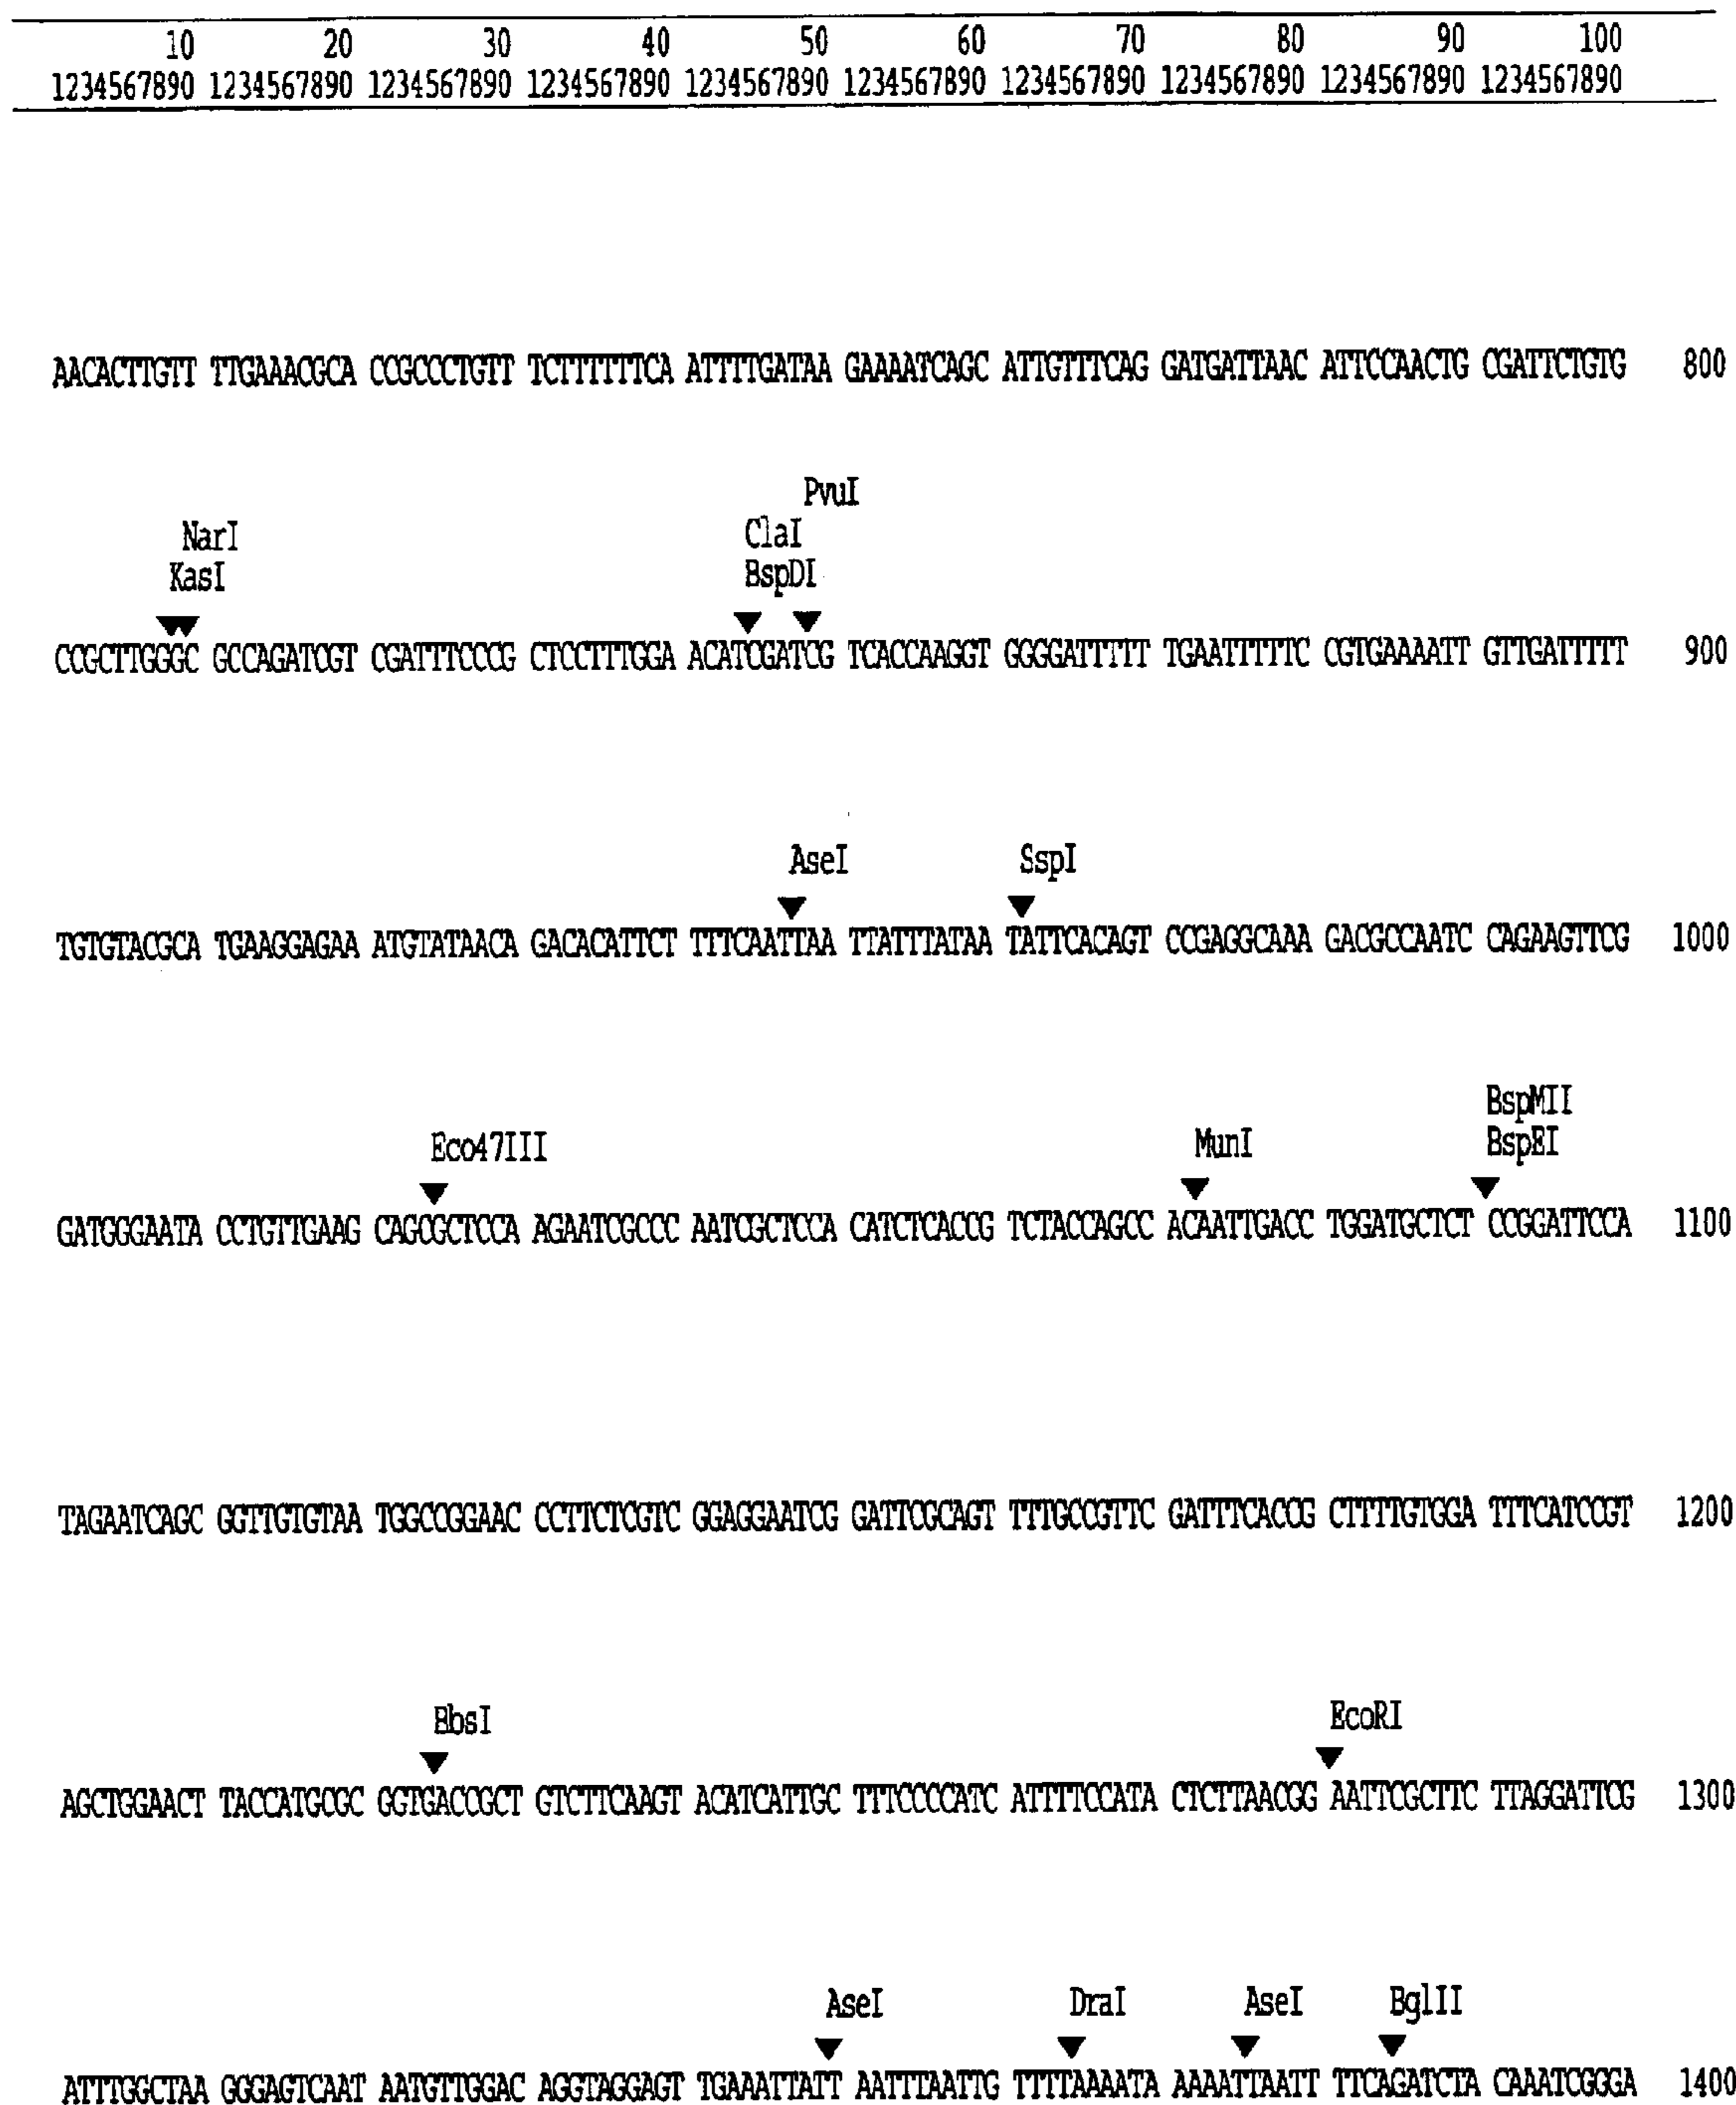 10 20 30 40 50 60 70 80 90 100
1234567890 1234567890 1234567890 1234567890 1234567890 1234567890 1234567890 1234567890 1234567890 1234567890
AACACTTGTT TTGAAACGCA CCGCCCTGTT TCTTTTTTCA ATTTTGATAA GAAAATCAGC ATTGTTTCAG GATGATTAAC ATTCCAACTG CGATTCTGTG 800
PvuI
NarI ClaI
KasI BspDI
CCGCTTGGGC GCCAGATCGT CGATTTCCCG CTCCTTTGGA ACATCGATCG TCACCAAGGT GGGGATTTTT TGAATTTTTC CGTGAAAATT GTTGATTTTT 900
AseI SspI
TGTGTACGCA TGAAGGAGAA ATGTATAACA GACACATTCT TTTCAATTAA TTATTTATAA TATTCACAGT CCGAGGCAAA GACGCCAATC CAGAAGTTCG 1000
BspMII
Eco47III MunI BspEI
GATGGGAATA CCTGTTGAAG CAGCGCTCCA AGAATCGCCC AATCGCTCCA CATCTCACCG TCTACCAGCC ACAATTGACC TGGATGCTCT CCGGATTCCA 1100
TAGAATCAGC GGTTGTGTAA TGGCCGGAAC CCTTCTCGTC GGAGGAATCG GATTCGCAGT TTTGCCGTTC GATTTCACCG CTTTTGTGGA TTTCATCCGT 1200
BbsI EcoRI
AGCTGGAACT TACCATGCGC GGTGACCGCT GTCTTCAAGT ACATCATTGC TTTCCCCATC ATTTTTCCATA CTCTTAACGG AATTCGCTTC TTAGGATTCG 1300
AseI DraI AseI BglII
ATTTGGCTAA GGGAGTCAAT AATGTTGGAC AGGTAGGAGT TGAAATTATT AATTTAATTG TTTTAAAATA AAAATTAATT TTCAGATCTA CAAATCGGGA 1400